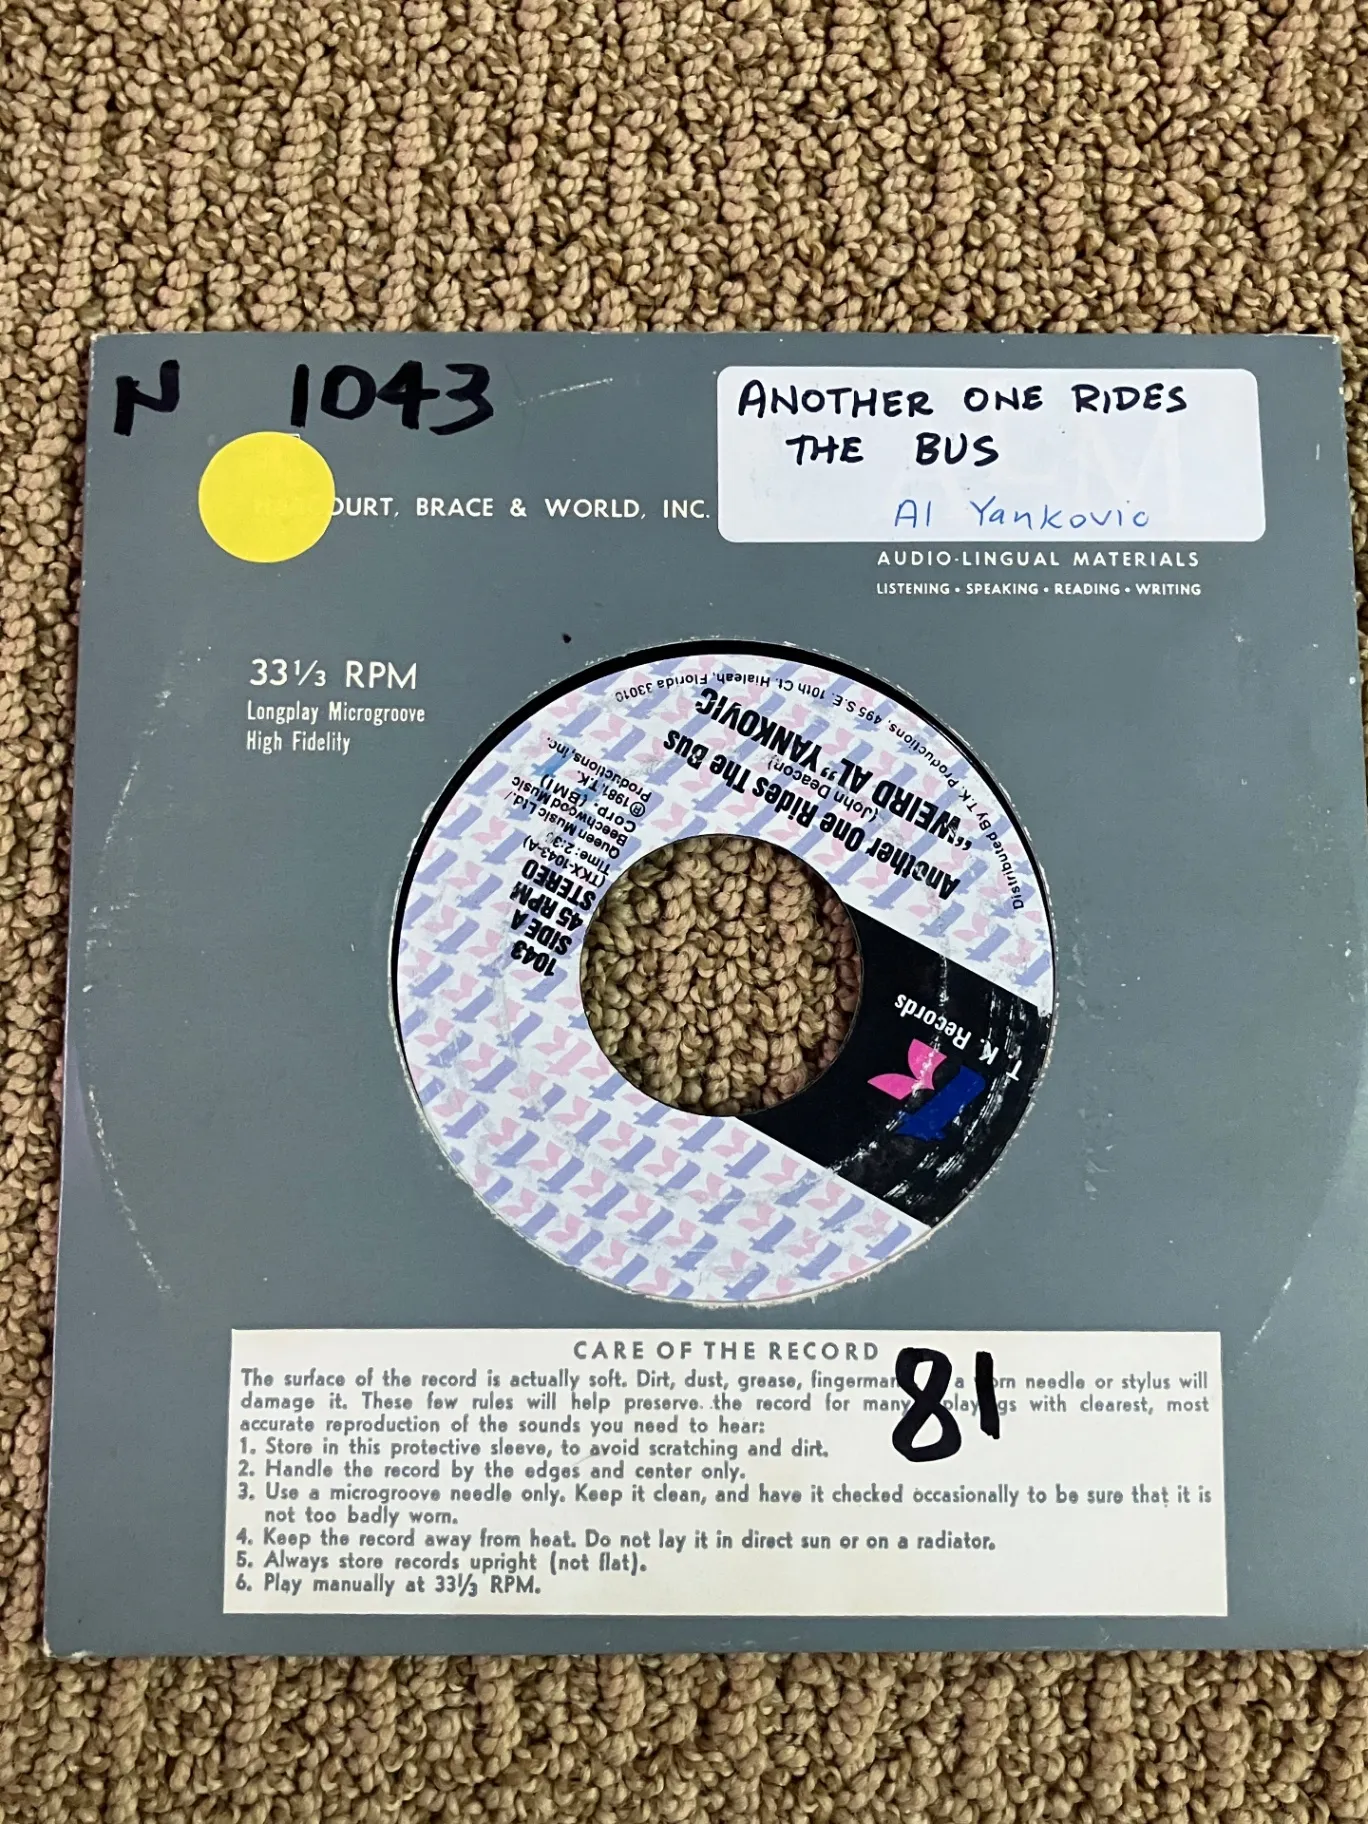 N 1043
ANOTHER ONE RIDES
THE BUS
Al Yankovic
OURT, BRACE & WORLD, INC.
AUDIO-LINGUAL MATERIALS
LISTENING • SPEAKING • READING • WRITING
33⅓ RPM
Longplay Microgroove
High Fidelity
T. K. Records
Another One Rides The Bus
(John Deacon)
"WEIRD AL" YANKOVIC
1043
SIDE A
45 RPM
STEREO
(TKX-1043-A)
Time: 2:3
Queen Music Ltd./
Beechwood Music
Corp. (BMI)
℗ 1981 T.K.
Productions, Inc.
Distributed By T.K. Productions, 495 S.E. 10th Ct. Hialeah, Florida 33010
CARE OF THE RECORD
81
The surface of the record is actually soft. Dirt, dust, grease, fingermar a orn needle or stylus will
damage it. These few rules will help preserve the record for many play gs with clearest, most
accurate reproduction of the sounds you need to hear:
1. Store in this protective sleeve, to avoid scratching and dirt.
2. Handle the record by the edges and center only.
3. Use a microgroove needle only. Keep it clean, and have it checked occasionally to be sure that it is
not too badly worn.
4. Keep the record away from heat. Do not lay it in direct sun or on a radiator.
5. Always store records upright (not flat).
6. Play manually at 33⅓ RPM.